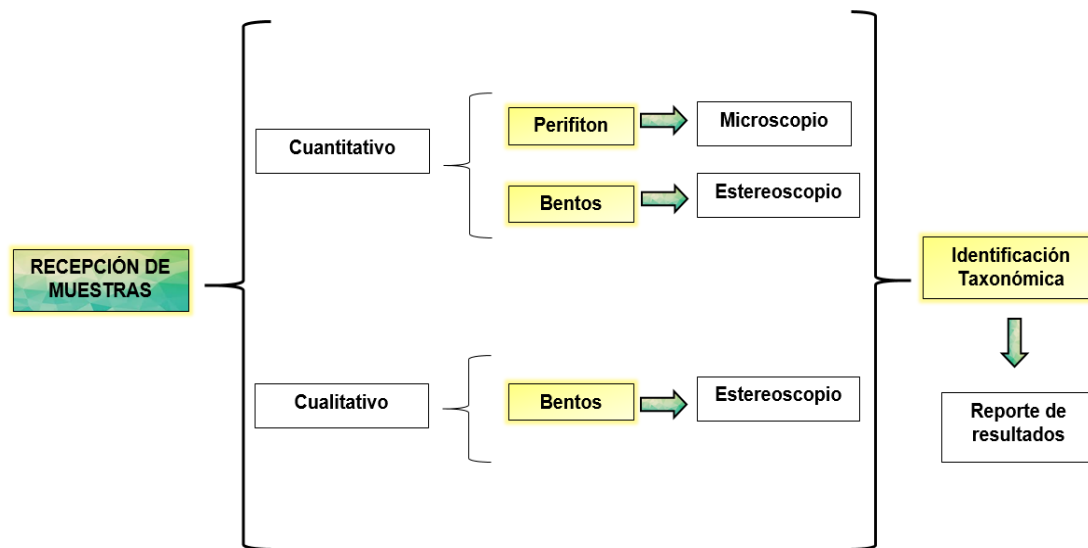 RECEPCIÓN DE
MUESTRAS
Cuantitativo
Perifiton
Microscopio
Bentos
Estereoscopio
Cualitativo
Bentos
Estereoscopio
Identificación
Taxonómica
Reporte de
resultados